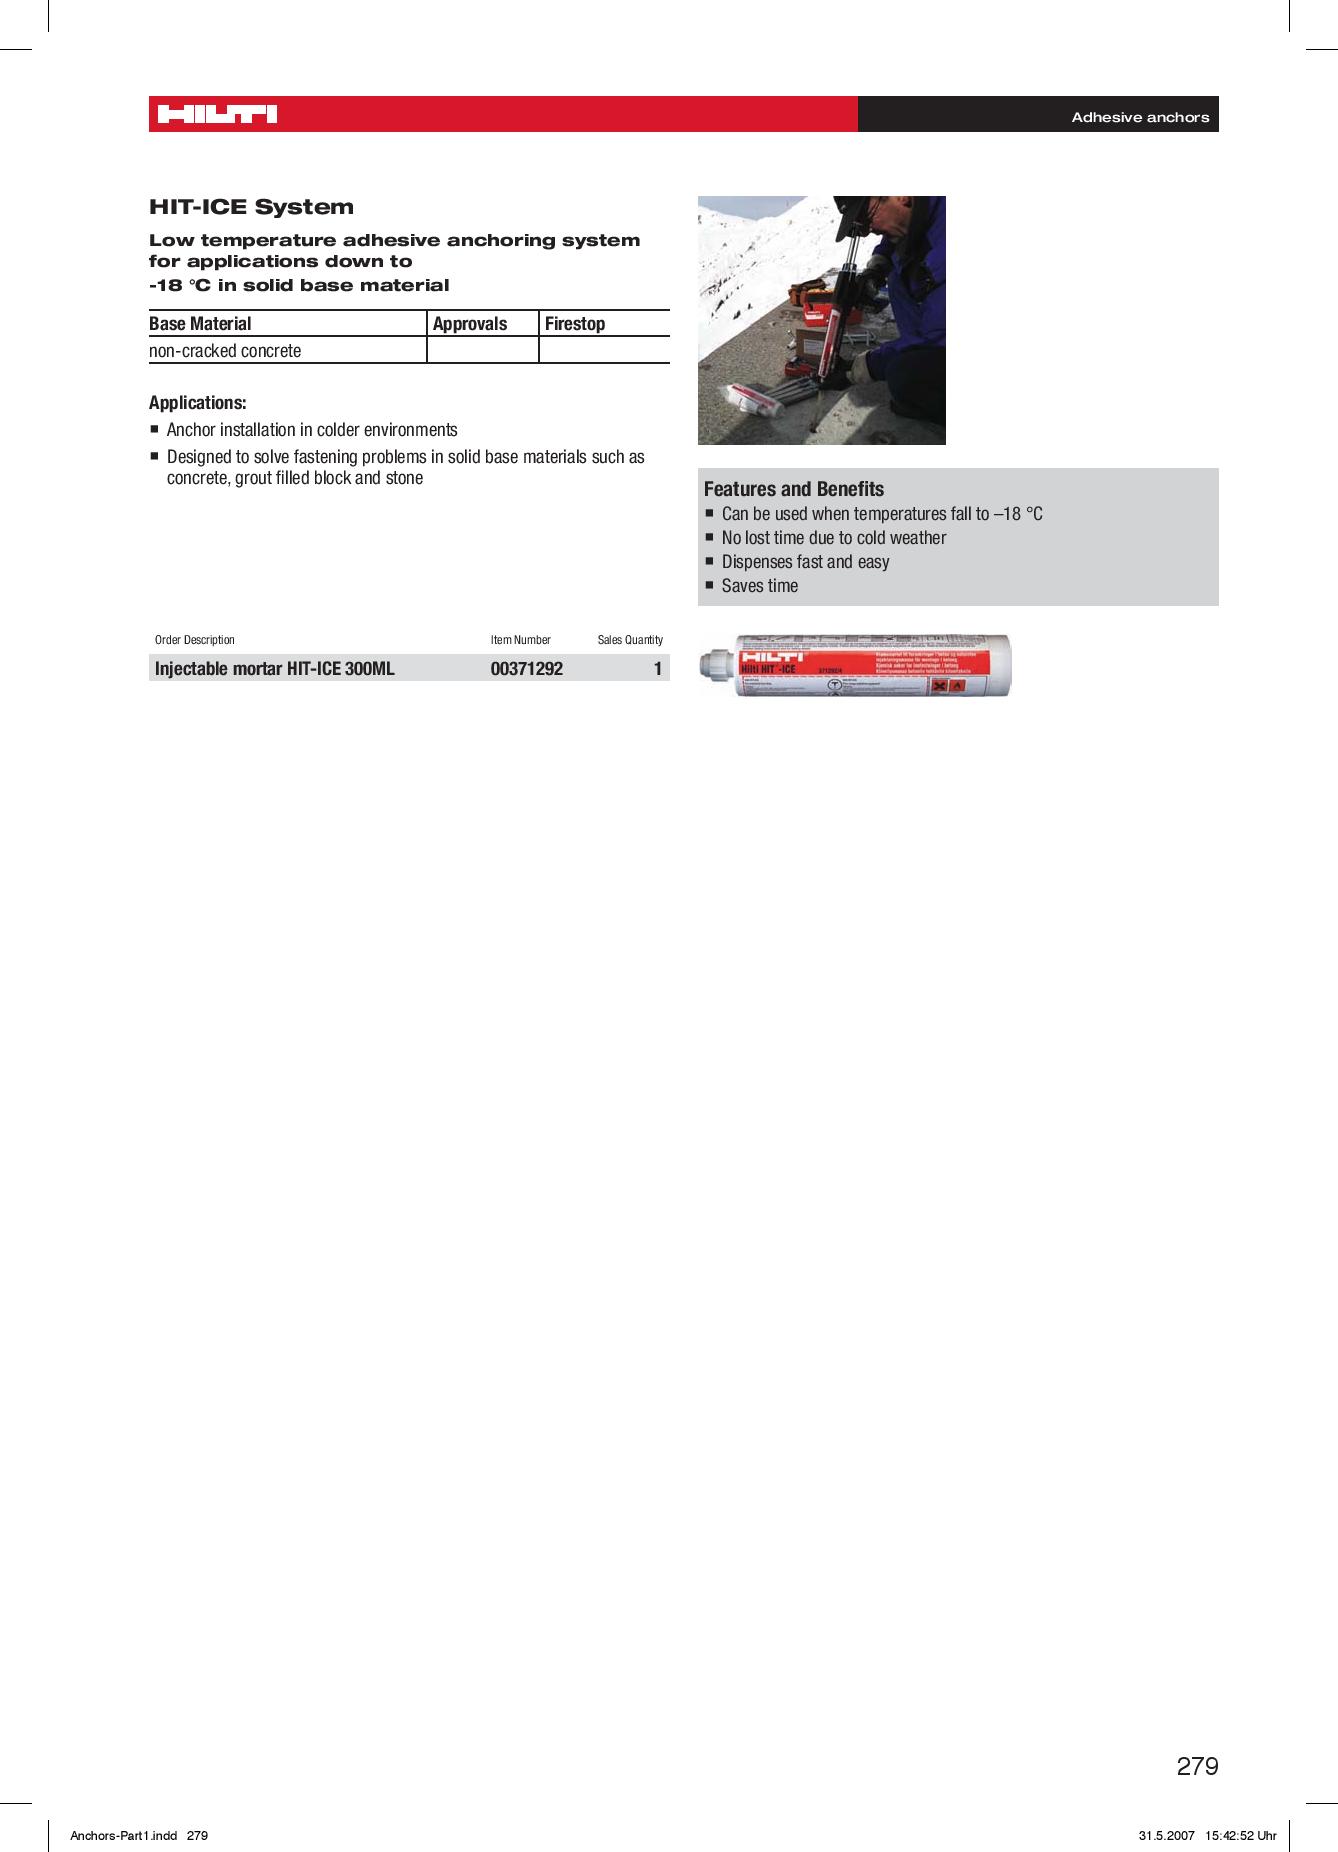 HILTI
Adhesive anchors
HIT-ICE System
Low temperature adhesive anchoring system
for applications down to
-18 °C in solid base material
Base Material Approvals Firestop
non-cracked concrete
Applications:
■ Anchor installation in colder environments
■ Designed to solve fastening problems in solid base materials such as
concrete, grout filled block and stone
Features and Benefits
■ Can be used when temperatures fall to –18 °C
■ No lost time due to cold weather
■ Dispenses fast and easy
■ Saves time
Order Description Item Number Sales Quantity
Injectable mortar HIT-ICE 300ML 00371292 1
HILTI
Hilti HIT-ICE 371292/4
279
Anchors-Part1.indd 279
31.5.2007 15:42:52 Uhr